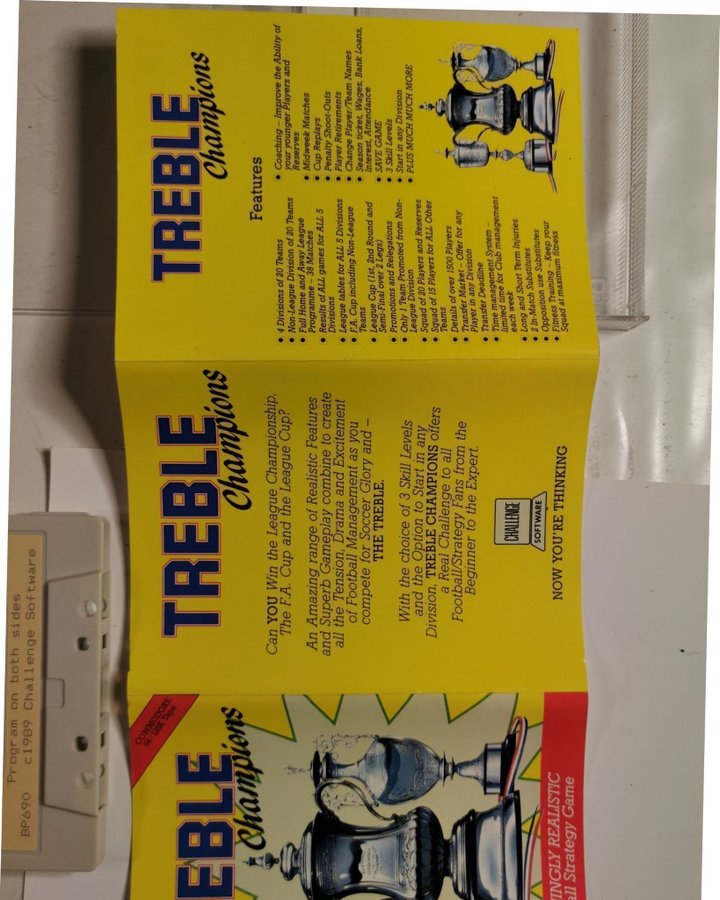 TREBLE
Champions
Features
• 4 Divisions of 20 Teams
• Non-League Division of 20 Teams
• Full Home and Away League
Programme – 38 Matches
• Results of ALL games for ALL 5
Divisions
• League tables for ALL 5 Divisions
• F.A. Cup including Non-League
Teams
• League Cup (1st, 2nd Round and
Semi-Final over 2 Legs)
• Promotions and Relegations
• Only 1 Team Promoted from Non-
League Division
• Squad of 20 Players and Reserves
• Squad of 15 Players for ALL Other
Teams
• Details of over 1500 Players
• Transfer Market – Offer for any
Player in any Division
• Transfer Deadline
• Time management System –
limited time for Club management
each week
• Long and Short Term Injuries
• 2 In-Match Substitutes
• Opposition use Substitutes
• Fitness Training – Keep your
Squad at maximum fitness
• Coaching – Improve the Ability of
your younger Players and
Reserves
• Midweek Matches
• Cup Replays
• Penalty Shoot-Outs
• Player Retirements
• Change Player/Team Names
• Season ticket, Wages, Bank Loans,
Interest, Attendance
• SAVE GAME
• 3 Skill Levels
• Start in any Division
• PLUS MUCH MUCH MORE
TREBLE
Champions
Can YOU Win the League Championship,
The F.A. Cup and the League Cup?
An Amazing range of Realistic Features
and Superb Gameplay combine to create
all the Tension, Drama and Excitement
of Football Management as you
compete for Soccer Glory and –
THE TREBLE.
With the choice of 3 Skill Levels
and the Option to Start in any
Division, TREBLE CHAMPIONS offers
a Real Challenge to all
Football/Strategy Fans from the
Beginner to the Expert.
CHALLENGE
SOFTWARE
NOW YOU'RE THINKING
COMMODORE
64/128K Tape
EBLE
Champions
INGLY REALISTIC
all Strategy Game
Program on both sides
BP690 c1989 Challenge Software